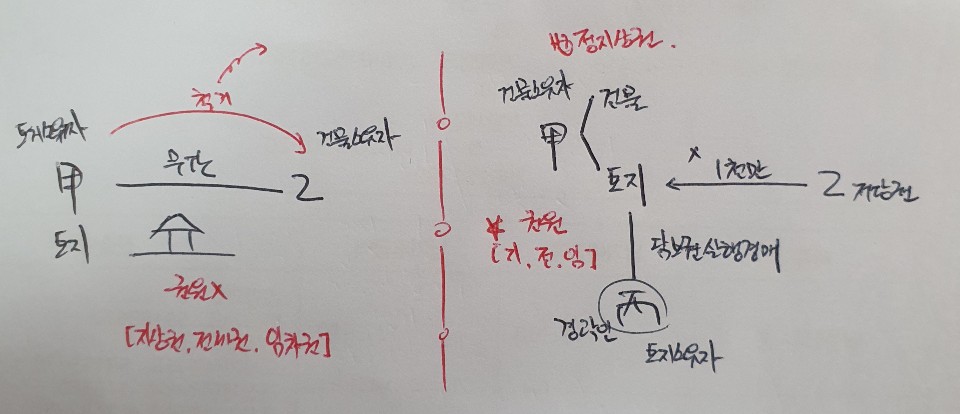 철거
토지소유자
건물소유자
甲
무단
乙
토지
권원X
[지상권, 전세권, 임차권]
법정지상권.
건물소유자
건물
甲
토지
X
1천만
乙 저당권
* 권원
[지, 전, 임]
담보권실행경매
경락인
丙
토지소유자